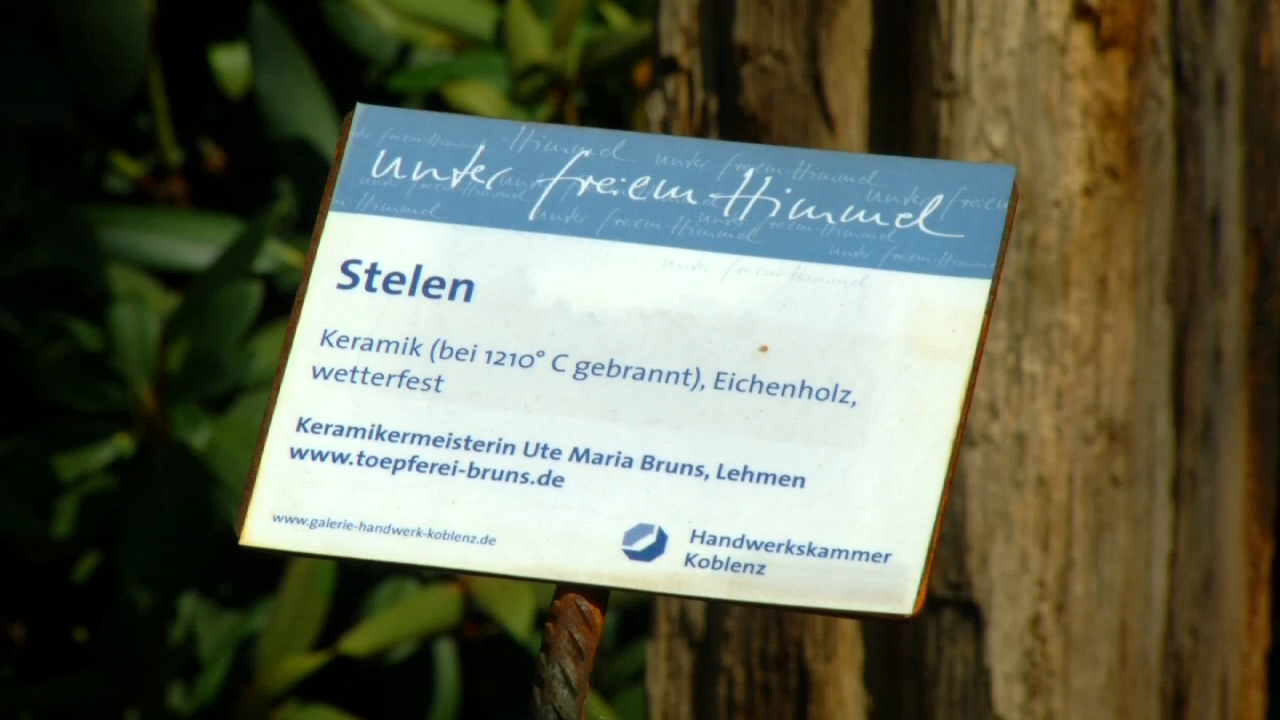 unter freiem Himmel
Stelen
Keramik (bei 1210° C gebrannt), Eichenholz,
wetterfest
Keramikermeisterin Ute Maria Bruns, Lehmen
www.toepferei-bruns.de
www.galerie-handwerk-koblenz.de
Handwerkskammer
Koblenz